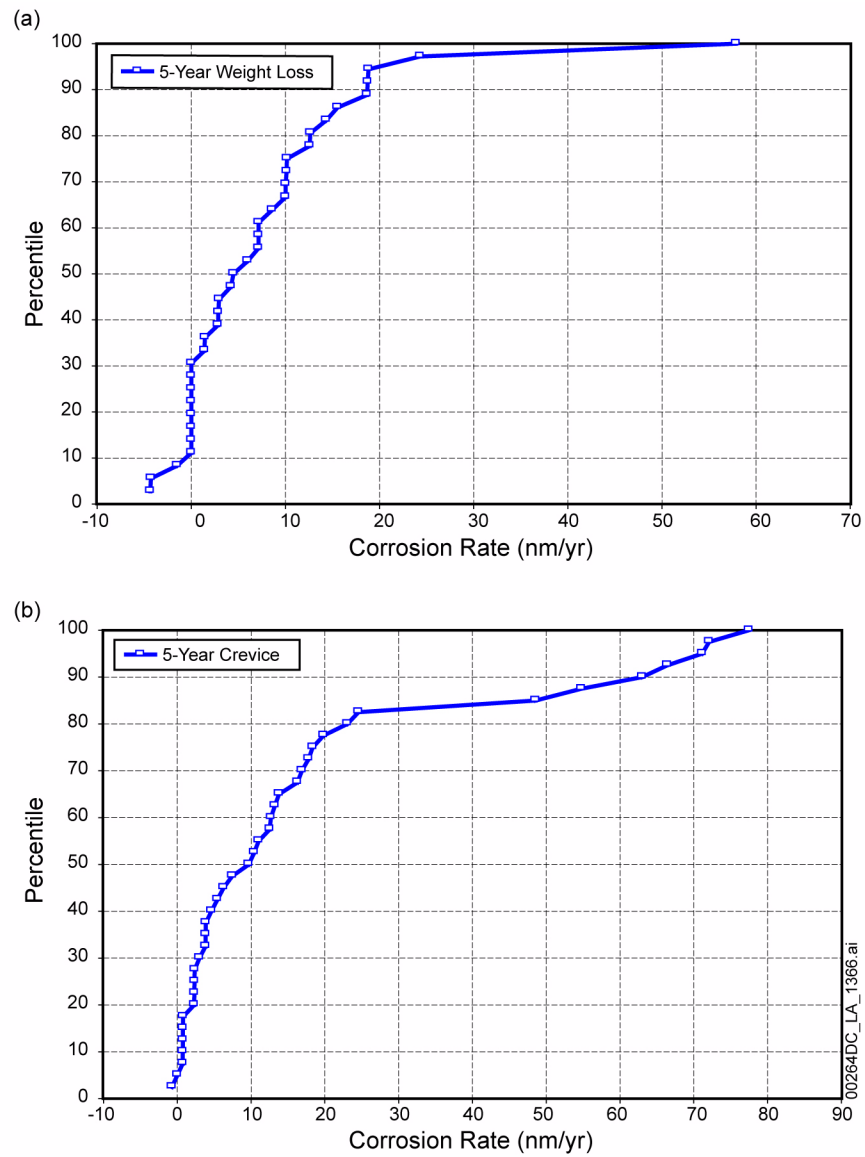 (a)
100
90
80
70
60
50
40
30
20
10
0
Percentile
5-Year Weight Loss
-10 0 10 20 30 40 50 60 70
Corrosion Rate (nm/yr)
(b)
100
90
80
70
60
50
40
30
20
10
0
Percentile
5-Year Crevice
-10 0 10 20 30 40 50 60 70 80 90
Corrosion Rate (nm/yr)
00264DC_LA_1366.ai